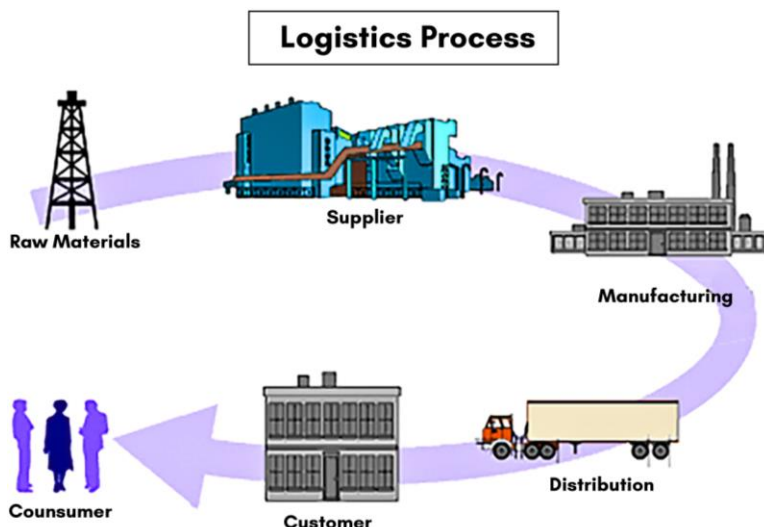 Logistics Process
Raw Materials
Supplier
Manufacturing
Distribution
Customer
Counsumer